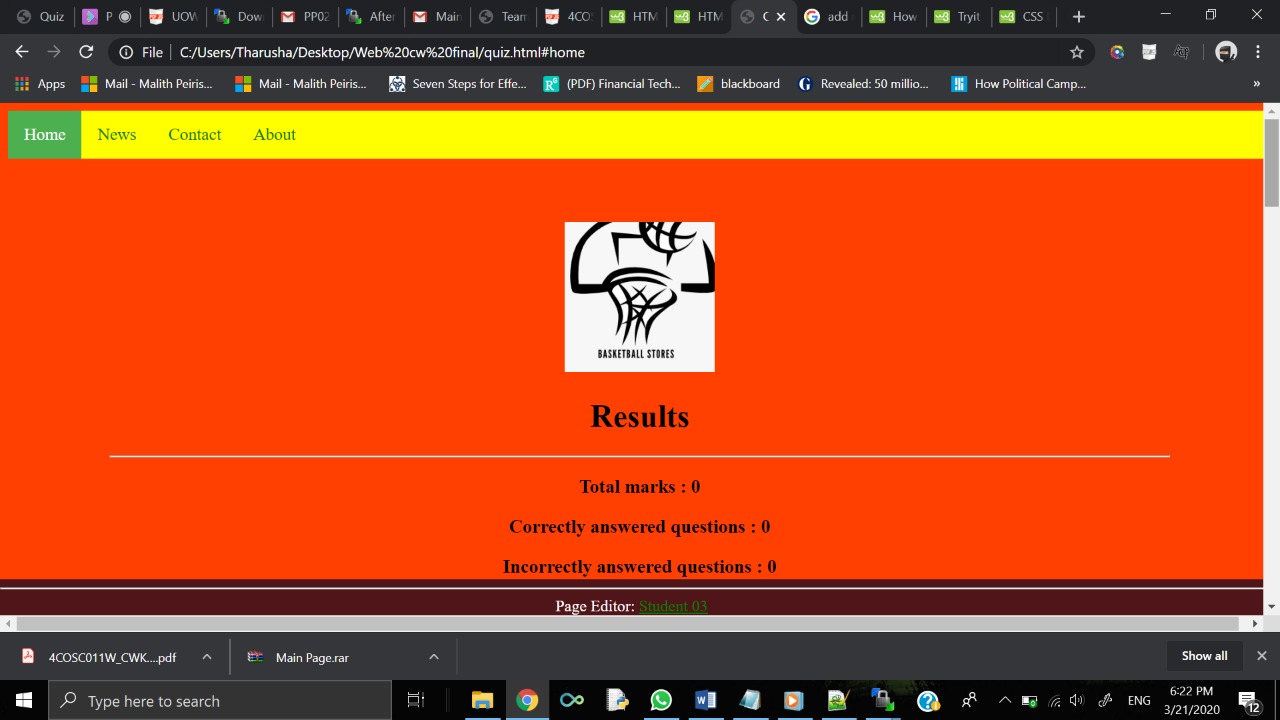 Quiz
P
UOW
Dow
PP02
After
Main
Team
4CO
HTM
HTM
C
add
How
Tryit
CSS
File
C:/Users/Tharusha/Desktop/Web%20cw%20final/quiz.html#home
Apps
Mail - Malith Peiris...
Mail - Malith Peiris...
Seven Steps for Effe...
(PDF) Financial Tech...
blackboard
Revealed: 50 millio...
How Political Camp...
»
Home News Contact About
BASKETBALL STORES
Results
Total marks : 0
Correctly answered questions : 0
Incorrectly answered questions : 0
Page Editor: Student 03
4COSC011W_CWK....pdf
Main Page.rar
Show all
Type here to search
ENG
6:22 PM
3/21/2020
12